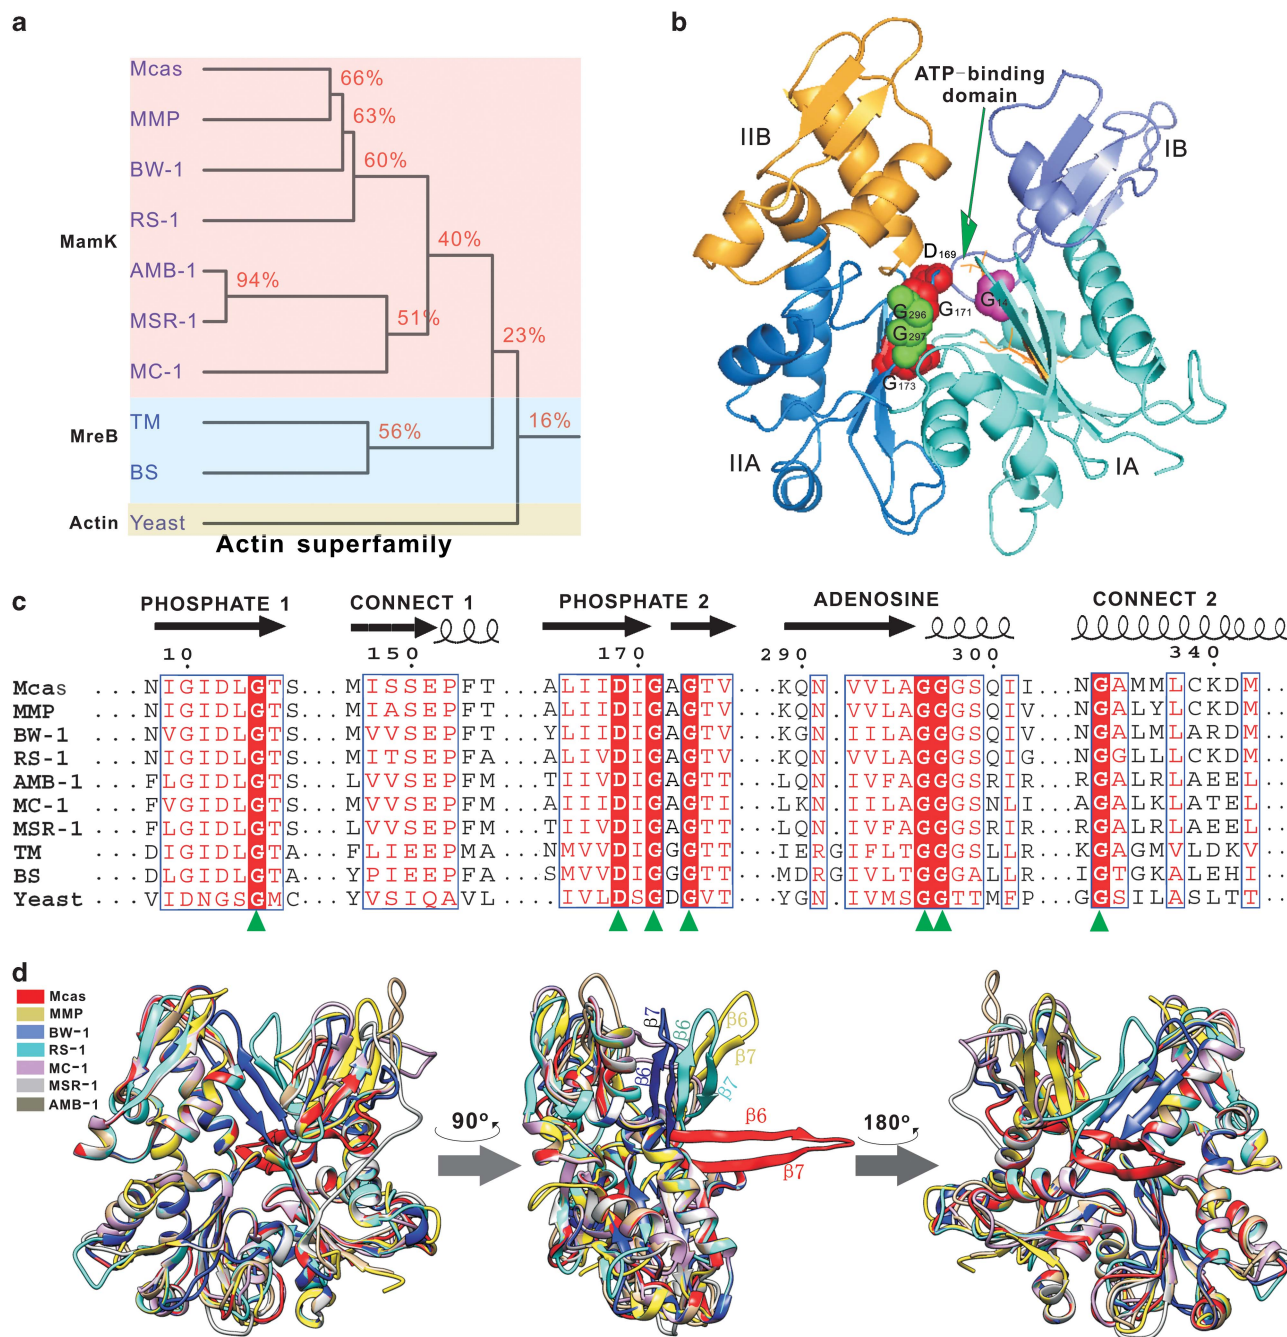 a
Mcas
66%
MMP
63%
BW-1
60%
RS-1
MamK
40%
AMB-1
94%
MSR-1
51%
23%
MC-1
TM
16%
MreB
56%
BS
Actin
Yeast
Actin superfamily
b
ATP-binding
domain
IIB
IB
D169
G14
G296
G171
G297
G173
IIA
IA
c
PHOSPHATE 1 CONNECT 1 PHOSPHATE 2 ADENOSINE CONNECT 2
10 150 170 290 300 340
Mcas ...NIGIDLGTS...MISSEPFT ...ALIIDIGAGTV ...KQN.VVLAGGGSQII...NGAMMLCKDM...
MMP ...NIGIDLGTS...MIASEPFT ...ALIIDIGAGTV ...KQN.VVLAGGGSQIV...NGALYLCKDM...
BW-1 ...NVGIDLGTS...MVVSEPFT ...YLIIDIGAGTV ...KGN.IILAGGGSQIV...NGALMLARDM...
RS-1 ...NIGIDLGTS...MITSEPFA ...ALIVDIGAGTV ...KQN.VVLAGGGSQIG...NGGLLLCKDM...
AMB-1 ...FLGIDLGTS...LVVSEPFM ...TIIVDIGAGTT ...LQN.IVFAGGGSRIR...RGALRLAEEL...
MC-1 ...FVGIDLGTS...MVVSEPFM ...AIIIDIGAGTT ...LKN.IILAGGGSNLI...AGALKLATEL...
MSR-1 ...FLGIDLGTS...LVVSEPFM ...TIIVDIGAGTT ...LQN.IVFAGGGSRIR...RGALRLAEEL...
TM ...DIGIDLGTA...FLIEEPMA ...NMVVDIGGGTT ...IERGIFLTGGGSLLR...KGAGMVLDKV...
BS ...DLGIDLGTA...YPIEEPFA ...SMVVDIGGGTT ...MDRGIVLTGGGALLR...IGTGKALEHI...
Yeast ...VIDNGSGMC...YVSIQAVL ... IVLDSGDGVT ...YGN.IVMSGGTTMFP...GGSILASLTT...
d
Mcas
MMP
BW-1
RS-1
MC-1
MSR-1
AMB-1
90°
β7
β6
β6
β7
β6
β7
β6
β7
180°